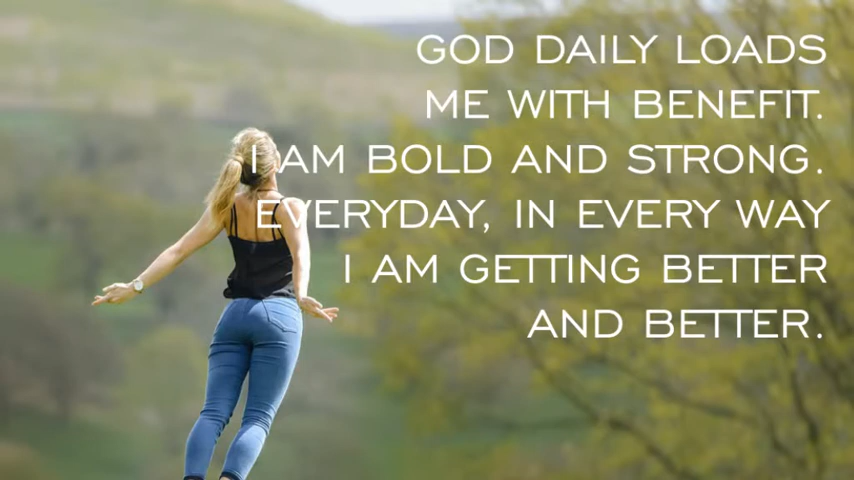 GOD DAILY LOADS
ME WITH BENEFIT.
I AM BOLD AND STRONG.
EVERYDAY, IN EVERY WAY
I AM GETTING BETTER
AND BETTER.